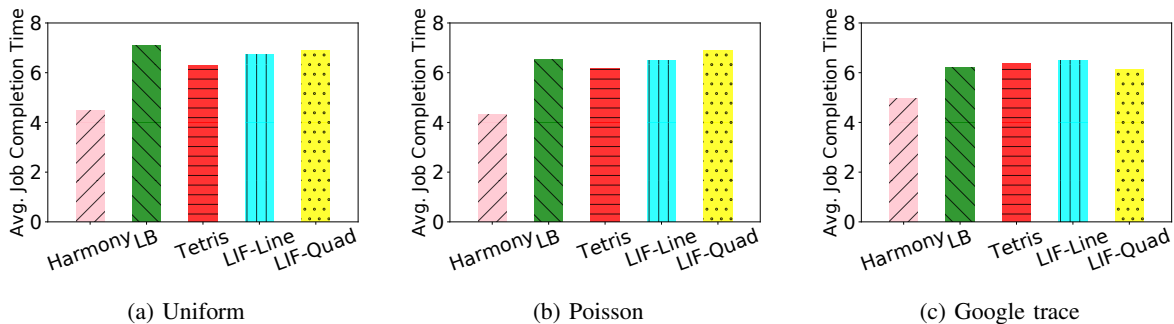 Avg. Job Completion Time
8
6
4
2
0
Harmony
LB
Tetris
LIF-Line
LIF-Quad
(a) Uniform
Avg. Job Completion Time
8
6
4
2
0
Harmony
LB
Tetris
LIF-Line
LIF-Quad
(b) Poisson
Avg. Job Completion Time
8
6
4
2
0
Harmony
LB
Tetris
LIF-Line
LIF-Quad
(c) Google trace